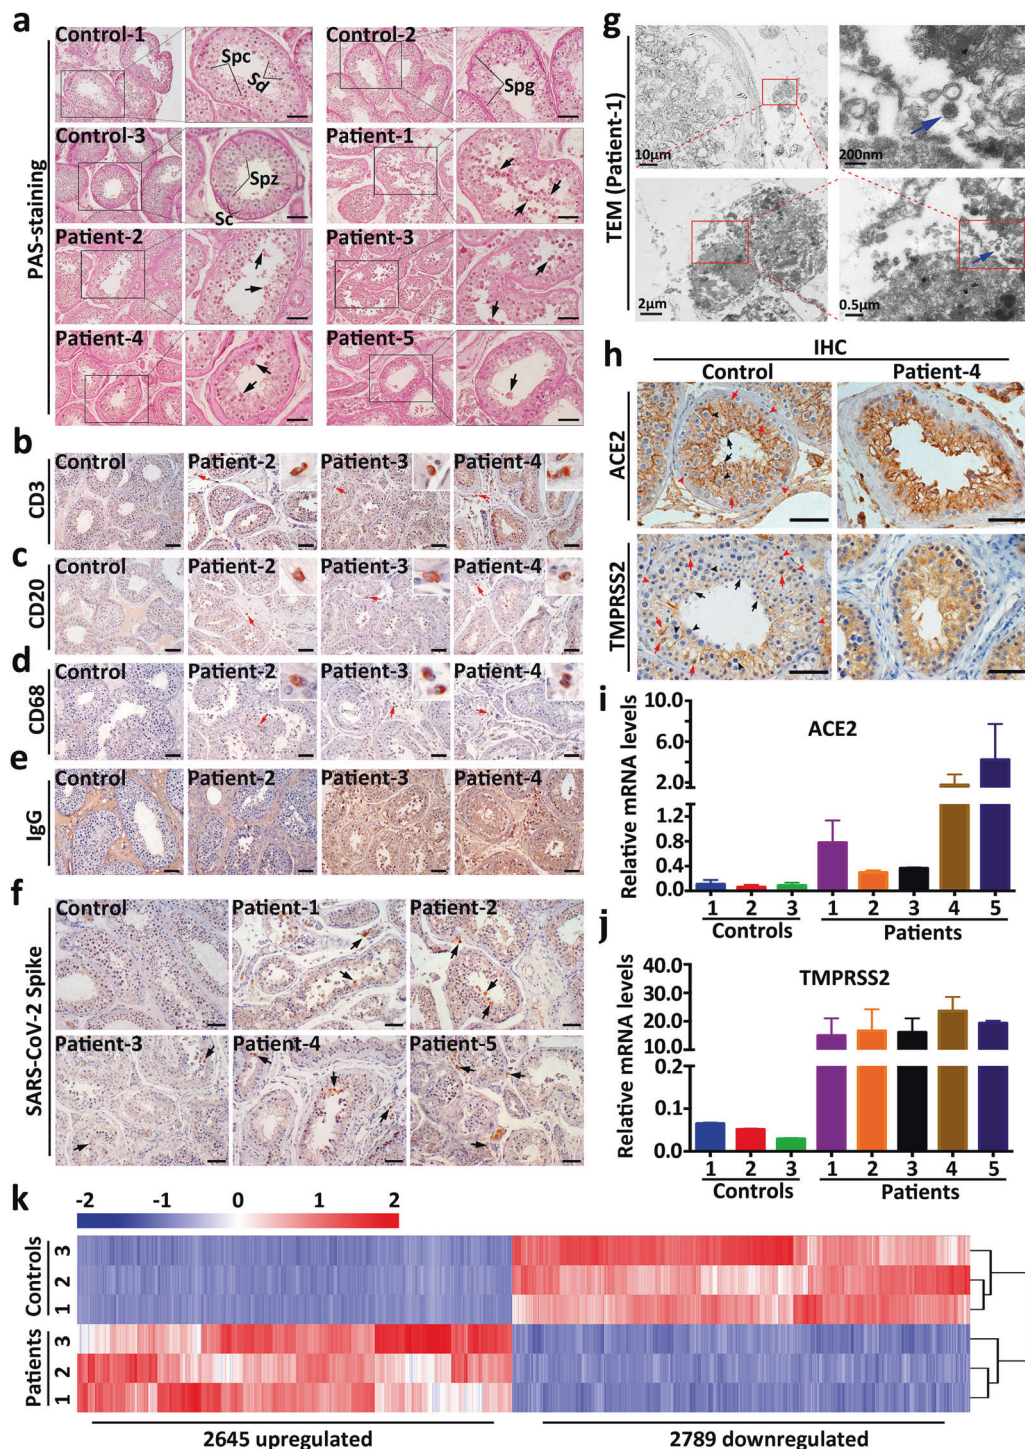 a
PAS-staining
Control-1
Spc
Sd
Control-2
Spg
Control-3
Spz
Sc
Patient-1
Patient-2
Patient-3
Patient-4
Patient-5
b
CD3
Control
Patient-2
Patient-3
Patient-4
c
CD20
Control
Patient-2
Patient-3
Patient-4
d
CD68
Control
Patient-2
Patient-3
Patient-4
e
IgG
Control
Patient-2
Patient-3
Patient-4
f
SARS-CoV-2 Spike
Control
Patient-1
Patient-2
Patient-3
Patient-4
Patient-5
g
TEM (Patient-1)
10μm
200nm
2μm
0.5μm
h
IHC
Control
Patient-4
ACE2
TMPRSS2
i
ACE2
Relative mRNA levels
10.0
6.0
2.0
1.2
0.8
0.4
0.0
1 2 3 1 2 3 4 5
Controls Patients
j
TMPRSS2
Relative mRNA levels
40.0
30.0
20.0
10.0
0.2
0.1
0.0
1 2 3 1 2 3 4 5
Controls Patients
k
-2 -1 0 1 2
Controls
3
2
1
Patients
3
2
1
2645 upregulated
2789 downregulated